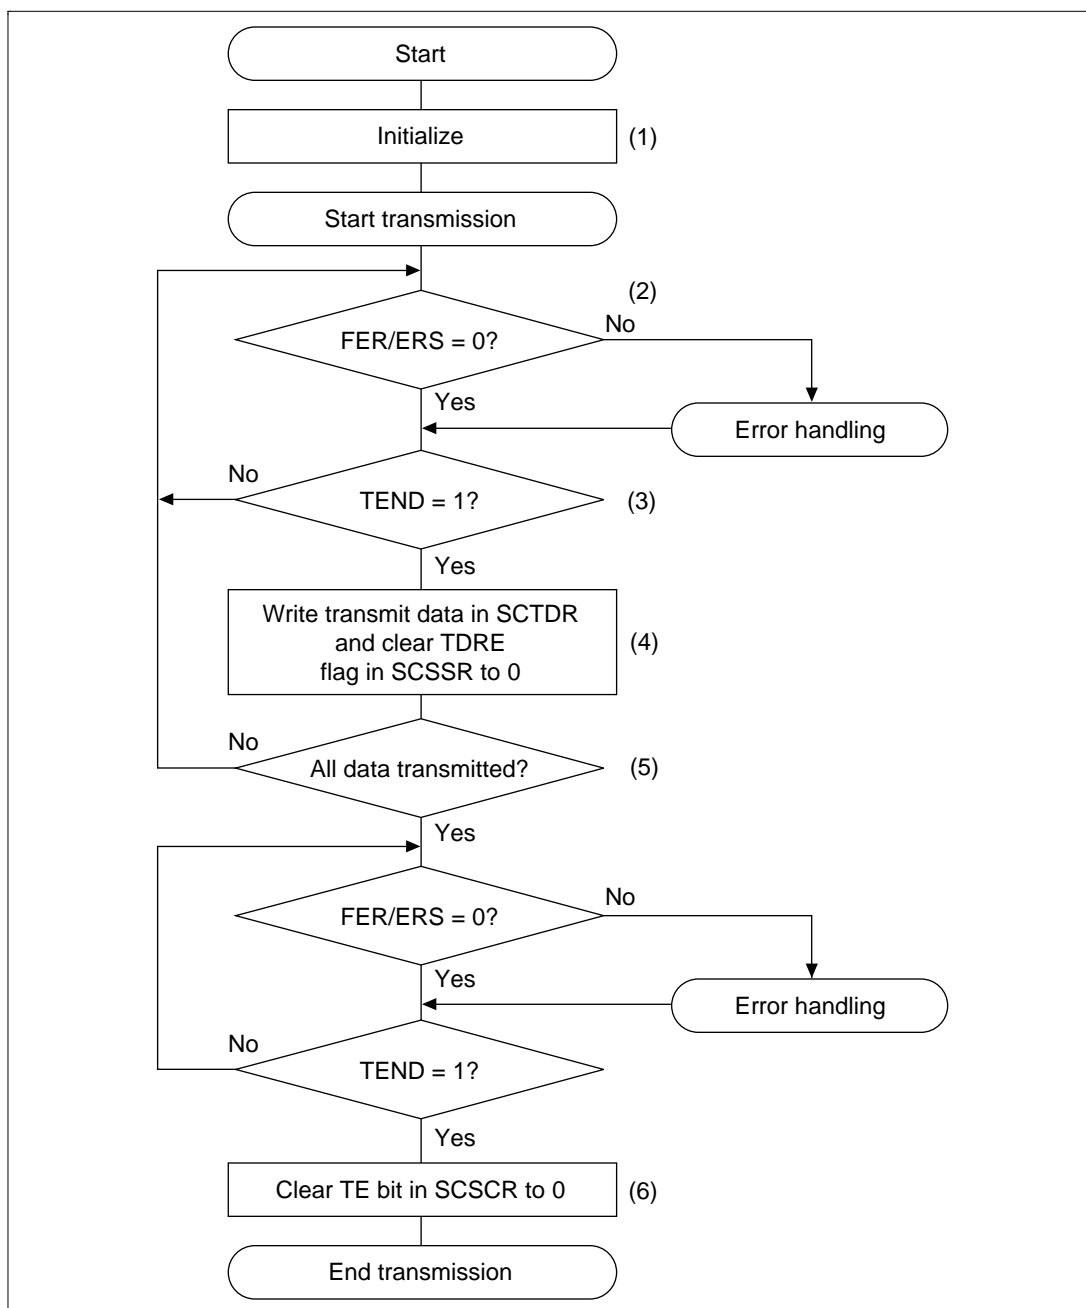 Start
Initialize
(1)
Start transmission
(2)
FER/ERS = 0?
No
Yes
Error handling
No
TEND = 1?
(3)
Yes
Write transmit data in SCTDR
and clear TDRE
flag in SCSSR to 0
(4)
No
All data transmitted?
(5)
Yes
FER/ERS = 0?
No
Yes
Error handling
No
TEND = 1?
Yes
Clear TE bit in SCSCR to 0
(6)
End transmission